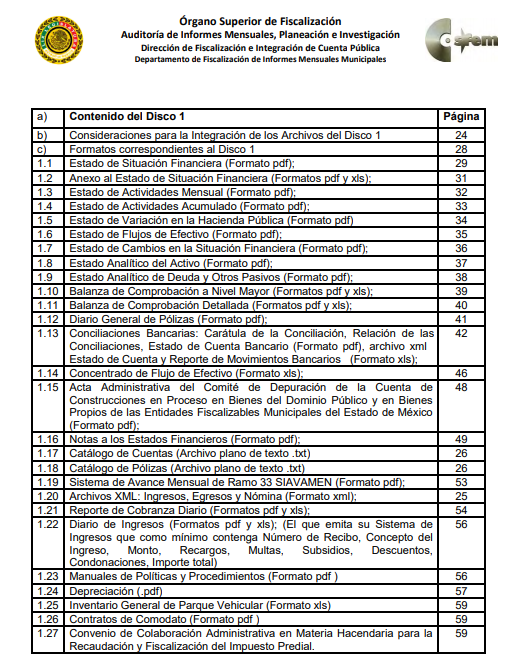 Órgano Superior de Fiscalización
Auditoría de Informes Mensuales, Planeación e Investigación
Dirección de Fiscalización e Integración de Cuenta Pública
Departamento de Fiscalización de Informes Mensuales Municipales
osfem
a) Contenido del Disco 1 Página
b) Consideraciones para la Integración de los Archivos del Disco 1 24
c) Formatos correspondientes al Disco 1 28
1.1 Estado de Situación Financiera (Formato pdf); 29
1.2 Anexo al Estado de Situación Financiera (Formatos pdf y xls); 31
1.3 Estado de Actividades Mensual (Formato pdf); 32
1.4 Estado de Actividades Acumulado (Formato pdf); 33
1.5 Estado de Variación en la Hacienda Pública (Formato pdf) 34
1.6 Estado de Flujos de Efectivo (Formato pdf); 35
1.7 Estado de Cambios en la Situación Financiera (Formato pdf); 36
1.8 Estado Analítico del Activo (Formato pdf); 37
1.9 Estado Analítico de Deuda y Otros Pasivos (Formato pdf); 38
1.10 Balanza de Comprobación a Nivel Mayor (Formatos pdf y xls); 39
1.11 Balanza de Comprobación Detallada (Formatos pdf y xls); 40
1.12 Diario General de Pólizas (Formato pdf); 41
1.13 Conciliaciones Bancarias: Carátula de la Conciliación, Relación de las 42
Conciliaciones, Estado de Cuenta Bancario (Formato pdf), archivo xml
Estado de Cuenta y Reporte de Movimientos Bancarios (Formato xls);
1.14 Concentrado de Flujo de Efectivo (Formato xls); 46
1.15 Acta Administrativa del Comité de Depuración de la Cuenta de 48
Construcciones en Proceso en Bienes del Dominio Público y en Bienes
Propios de las Entidades Fiscalizables Municipales del Estado de México
(Formato pdf);
1.16 Notas a los Estados Financieros (Formato pdf); 49
1.17 Catálogo de Cuentas (Archivo plano de texto .txt) 26
1.18 Catálogo de Pólizas (Archivo plano de texto .txt) 26
1.19 Sistema de Avance Mensual de Ramo 33 SIAVAMEN (Formato pdf); 53
1.20 Archivos XML: Ingresos, Egresos y Nómina (Formato xml); 25
1.21 Reporte de Cobranza Diario (Formatos pdf y xls); 54
1.22 Diario de Ingresos (Formatos pdf y xls); (El que emita su Sistema de 56
Ingresos que como mínimo contenga Número de Recibo, Concepto del
Ingreso, Monto, Recargos, Multas, Subsidios, Descuentos,
Condonaciones, Importe total)
1.23 Manuales de Políticas y Procedimientos (Formato pdf ) 56
1.24 Depreciación (.pdf) 57
1.25 Inventario General de Parque Vehicular (Formato xls) 59
1.26 Contratos de Comodato (Formato pdf ) 59
1.27 Convenio de Colaboración Administrativa en Materia Hacendaria para la 59
Recaudación y Fiscalización del Impuesto Predial.